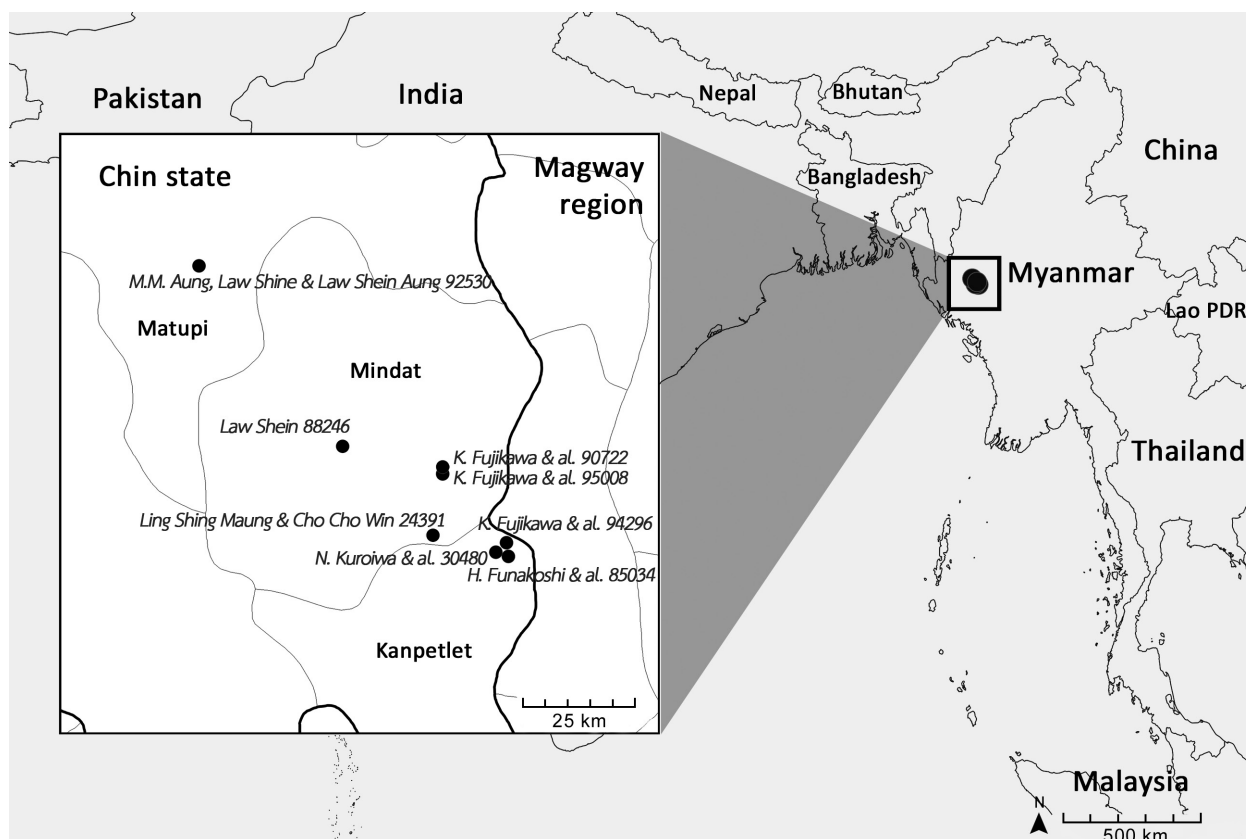 Pakistan
India
Nepal
Bhutan
China
Bangladesh
Myanmar
Lao PDR
Thailand
Malaysia
N
500 km
Chin state
Magway
region
M.M. Aung, Law Shine & Law Shein Aung 92530
Matupi
Mindat
Law Shein 88246
K. Fujikawa & al. 90722
K. Fujikawa & al. 95008
Ling Shing Maung & Cho Cho Win 24391
K. Fujikawa & al. 94296
N. Kuroiwa & al. 30480
H. Funakoshi & al. 85034
Kanpetlet
25 km